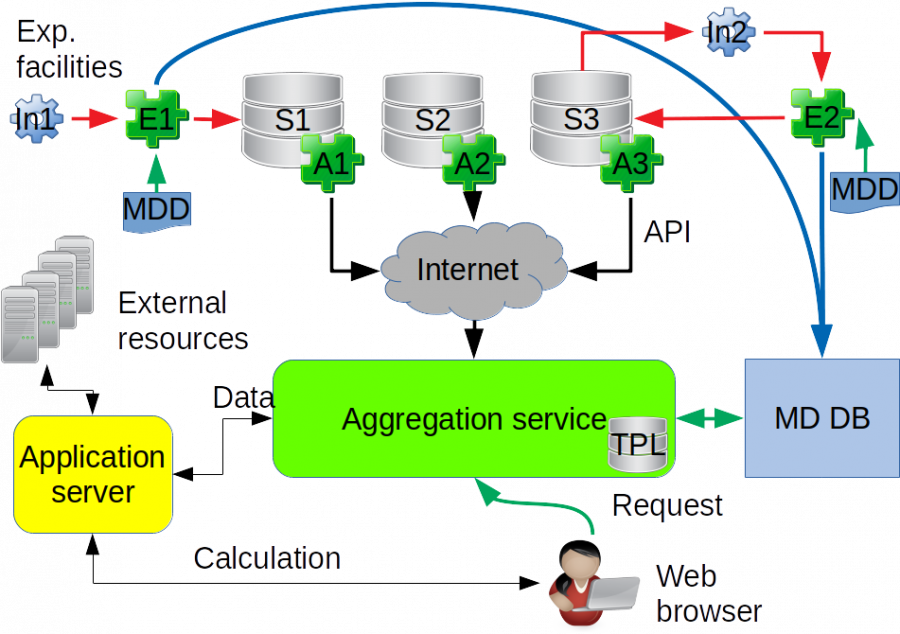 Exp.
facilities
In1
E1
S1
S2
S3
In2
E2
A1
A2
A3
MDD
MDD
API
Internet
External
resources
Data
Aggregation service
TPL
MD DB
Application
server
Request
Calculation
Web
browser